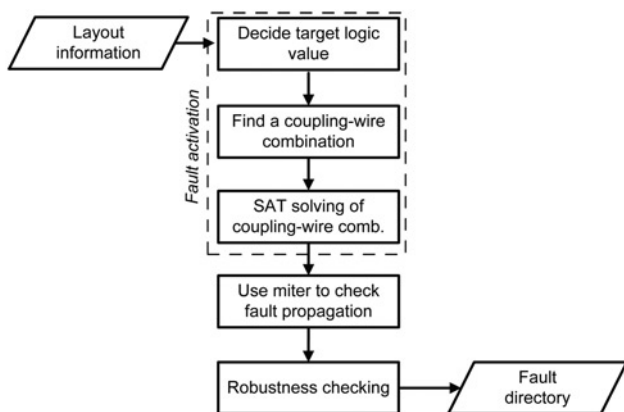 Layout
information
Decide target logic
value
Fault activation
Find a coupling-wire
combination
SAT solving of
coupling-wire comb.
Use miter to check
fault propagation
Robustness checking
Fault
directory